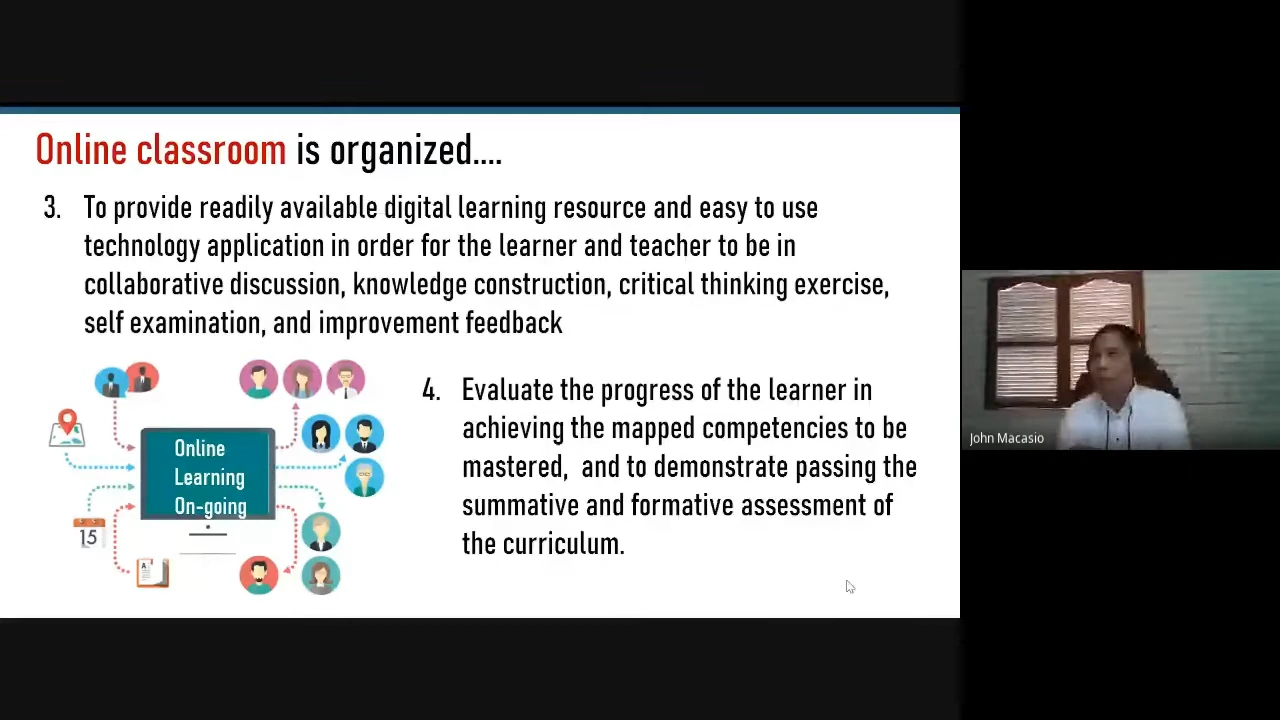 Online classroom is organized....
3. To provide readily available digital learning resource and easy to use
technology application in order for the learner and teacher to be in
collaborative discussion, knowledge construction, critical thinking exercise,
self examination, and improvement feedback
4. Evaluate the progress of the learner in
achieving the mapped competencies to be
mastered, and to demonstrate passing the
summative and formative assessment of
the curriculum.
Online
Learning
On-going
15
A
John Macasio